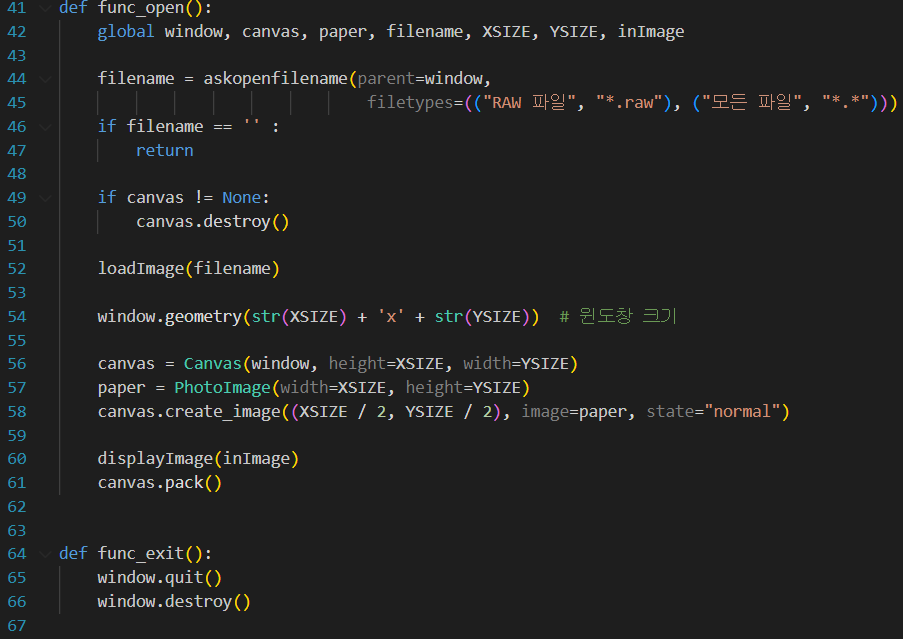 41 def func_open():
42     global window, canvas, paper, filename, XSIZE, YSIZE, inImage
43
44     filename = askopenfilename(parent=window,
45                                 filetypes=(("RAW 파일", "*.raw"), ("모든 파일", "*.*")))
46     if filename == '' :
47         return
48
49     if canvas != None:
50         canvas.destroy()
51
52     loadImage(filename)
53
54     window.geometry(str(XSIZE) + 'x' + str(YSIZE))  # 윈도창 크기
55
56     canvas = Canvas(window, height=XSIZE, width=YSIZE)
57     paper = PhotoImage(width=XSIZE, height=YSIZE)
58     canvas.create_image((XSIZE / 2, YSIZE / 2), image=paper, state="normal")
59
60     displayImage(inImage)
61     canvas.pack()
62
63
64 def func_exit():
65     window.quit()
66     window.destroy()
67